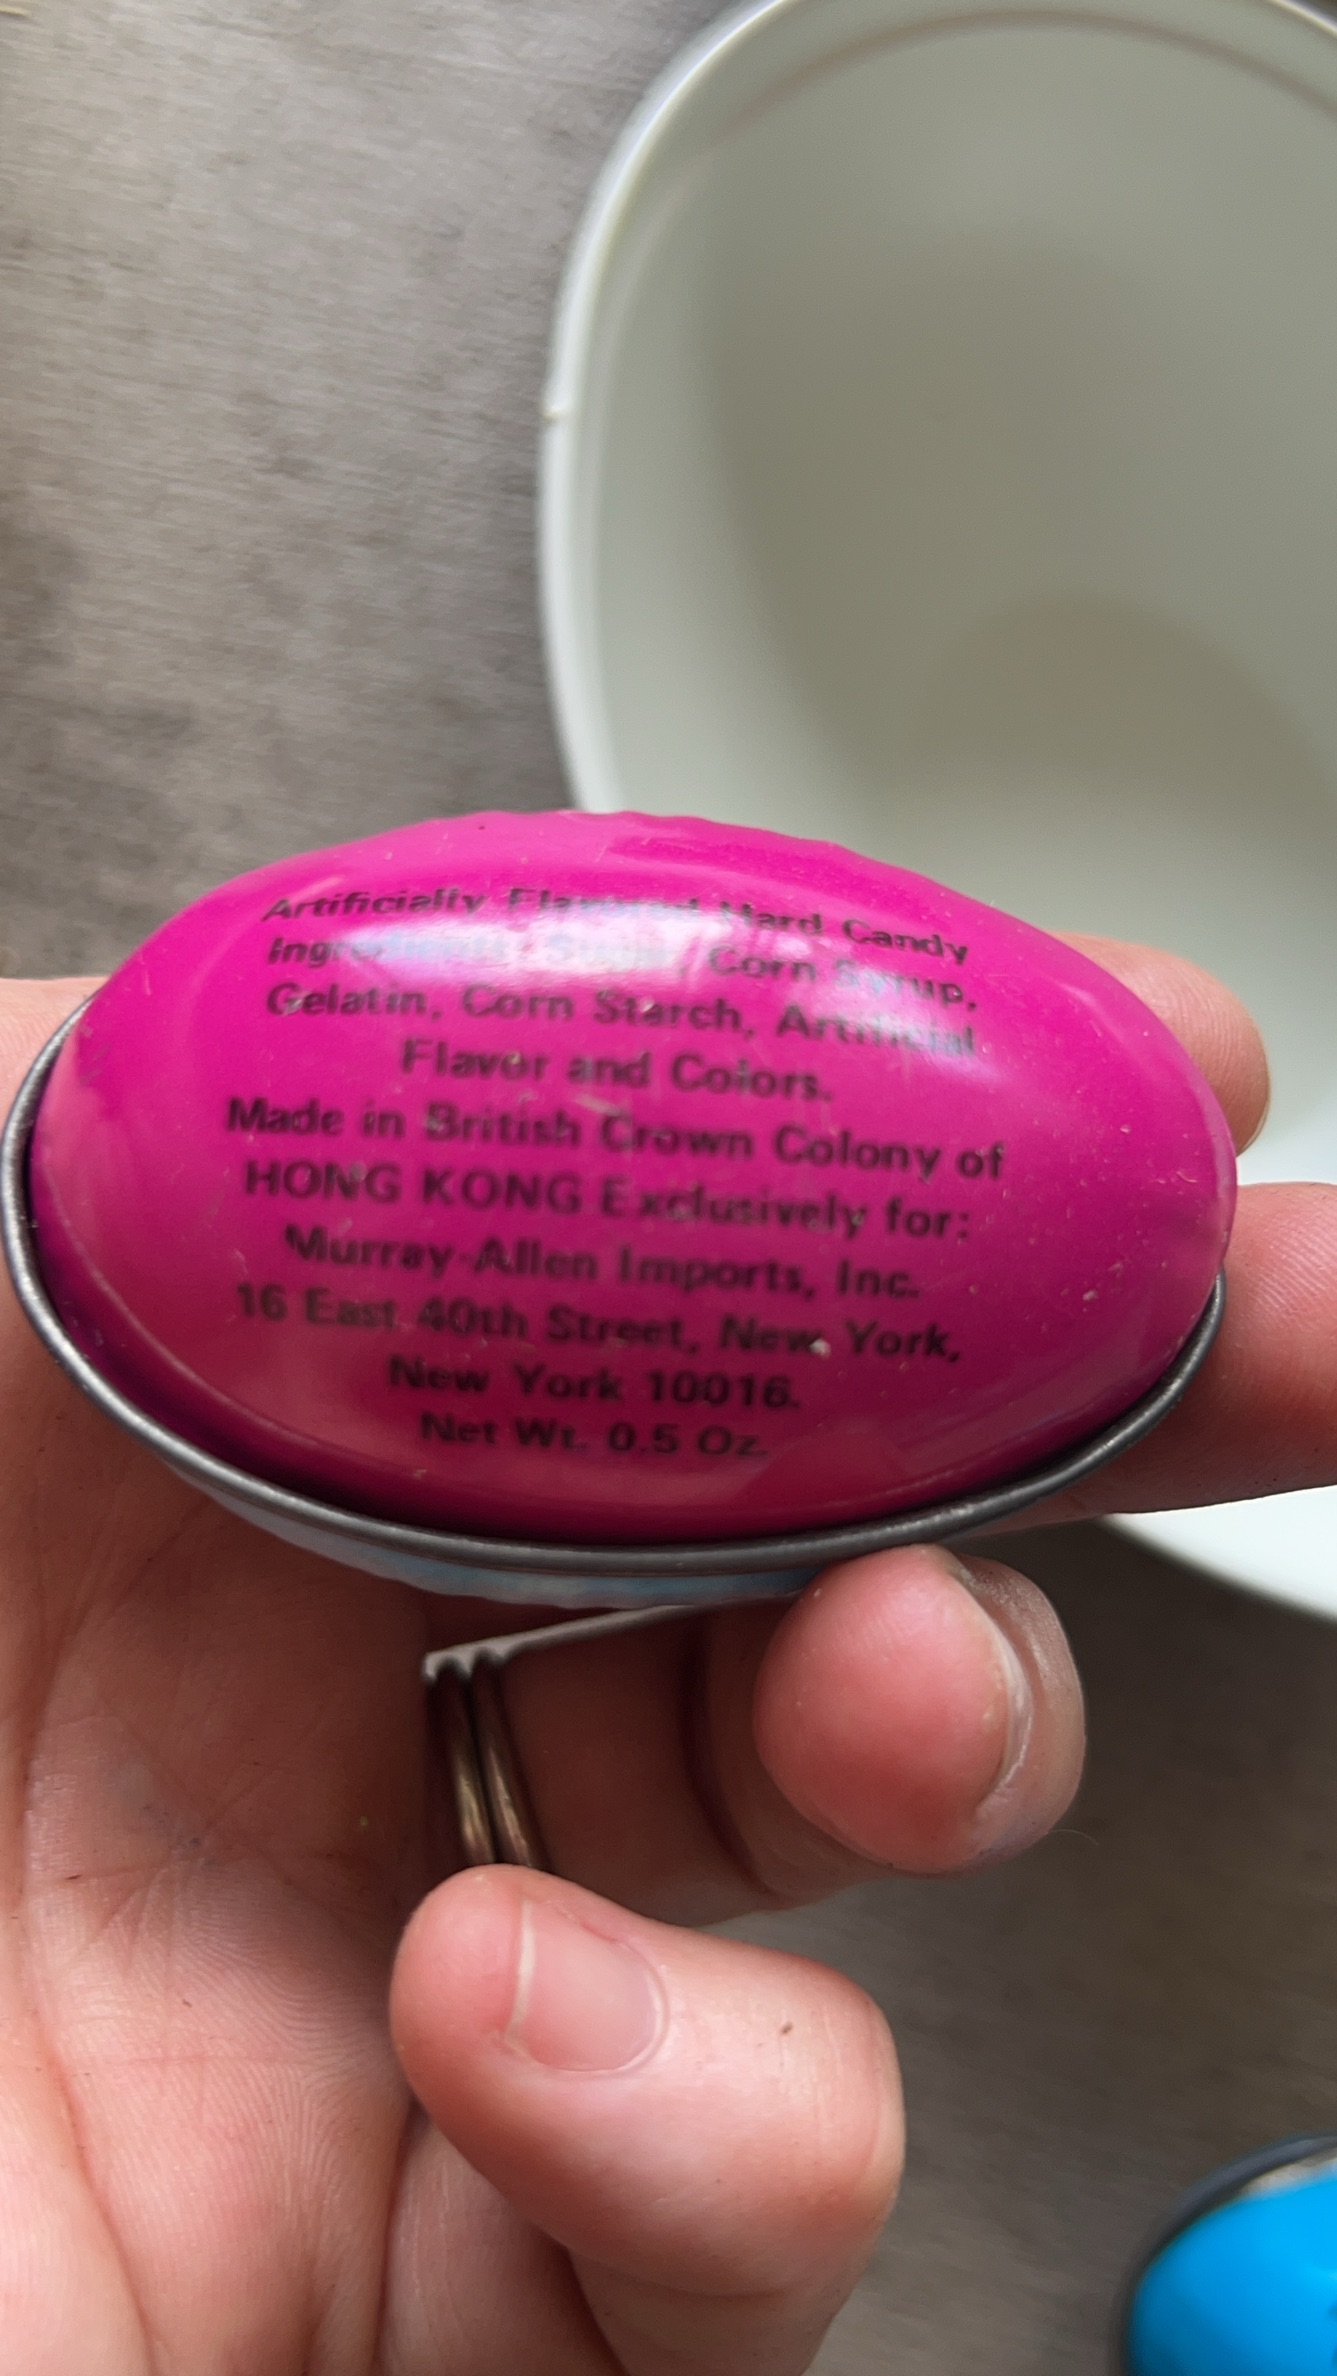 Artificially Flavored Hard Candy
Ingredients: Sugar, Corn Syrup,
Gelatin, Corn Starch, Artificial
Flavor and Colors.
Made in British Crown Colony of
HONG KONG Exclusively for:
Murray-Allen Imports, Inc.
16 East 40th Street, New York,
New York 10016.
Net Wt. 0.5 Oz.